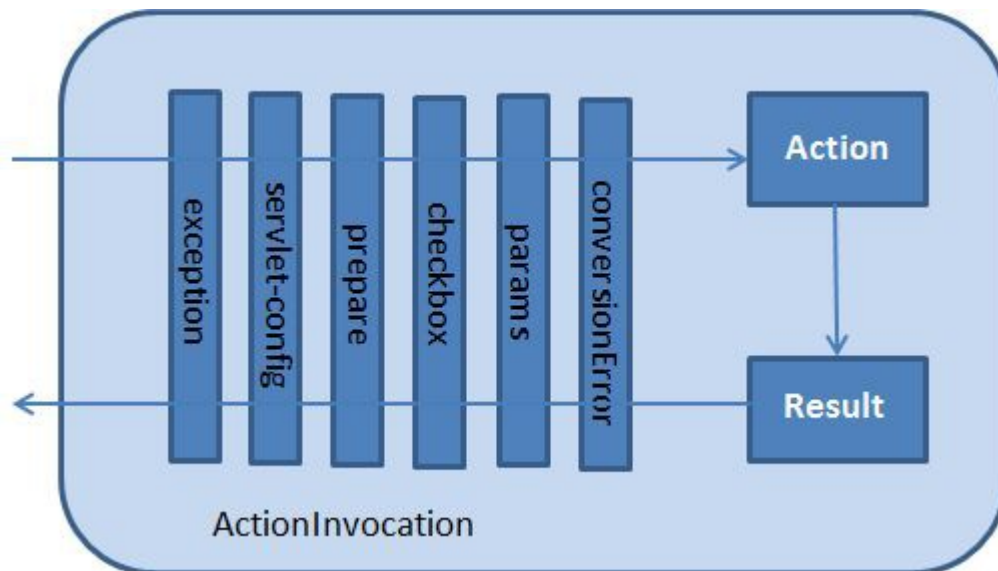 exception
servlet-config
prepare
checkbox
params
conversionError
Action
Result
ActionInvocation